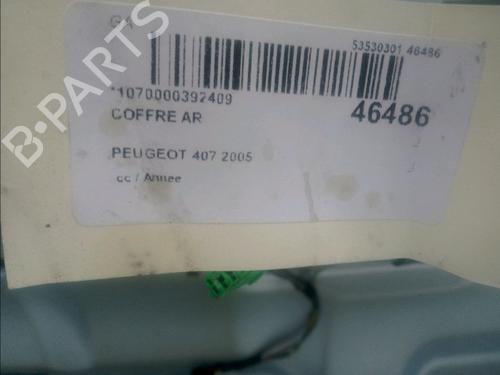 B-PARTS
53530301 46486
*1070000392409
46486
COFFRE AR
PEUGEOT 407 2005
cc / Annee